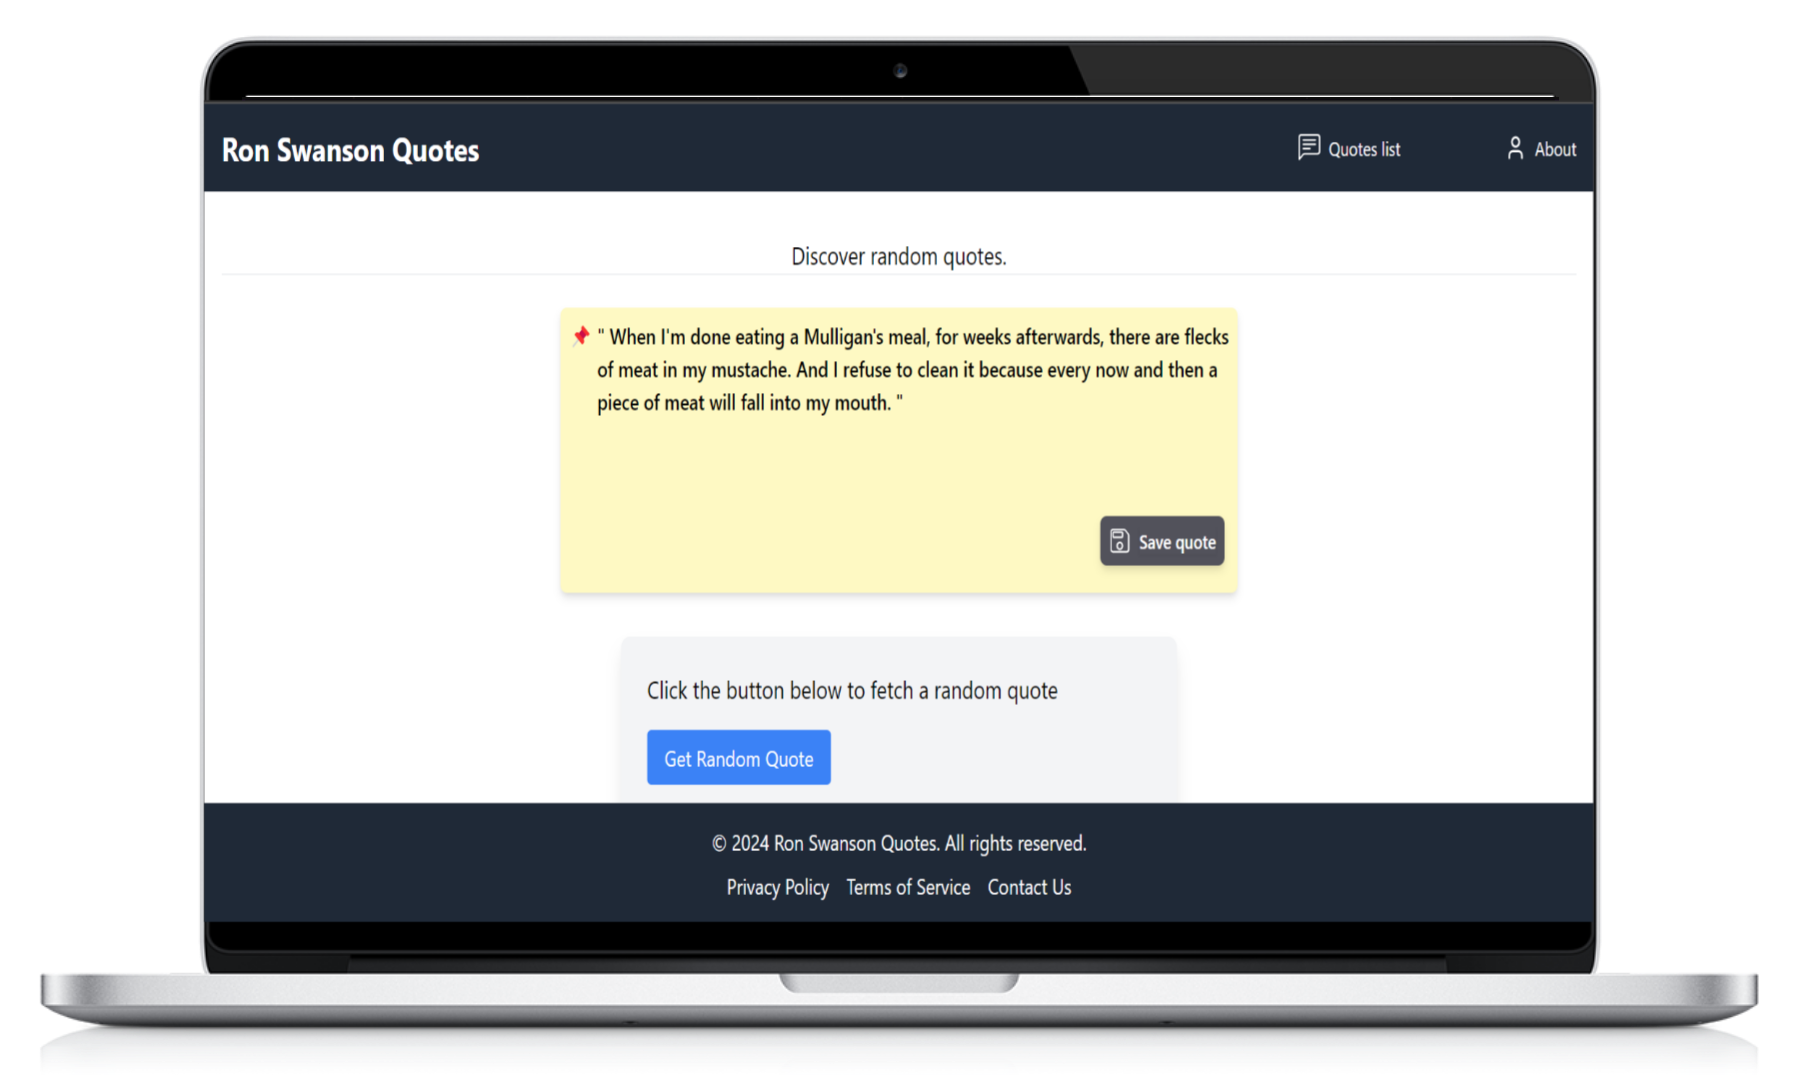 Ron Swanson Quotes
Quotes list
About
Discover random quotes.
" When I'm done eating a Mulligan's meal, for weeks afterwards, there are flecks
of meat in my mustache. And I refuse to clean it because every now and then a
piece of meat will fall into my mouth. "
Save quote
Click the button below to fetch a random quote
Get Random Quote
© 2024 Ron Swanson Quotes. All rights reserved.
Privacy Policy Terms of Service Contact Us